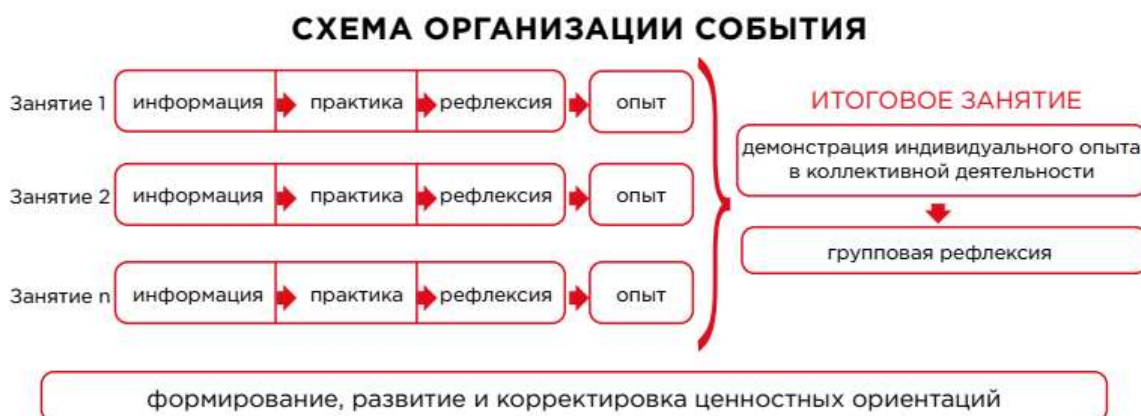 СХЕМА ОРГАНИЗАЦИИ СОБЫТИЯ
Занятие 1 информация практика рефлексия опыт
Занятие 2 информация практика рефлексия опыт
Занятие n информация практика рефлексия опыт
ИТОГОВОЕ ЗАНЯТИЕ
демонстрация индивидуального опыта
в коллективной деятельности
групповая рефлексия
формирование, развитие и корректировка ценностных ориентаций